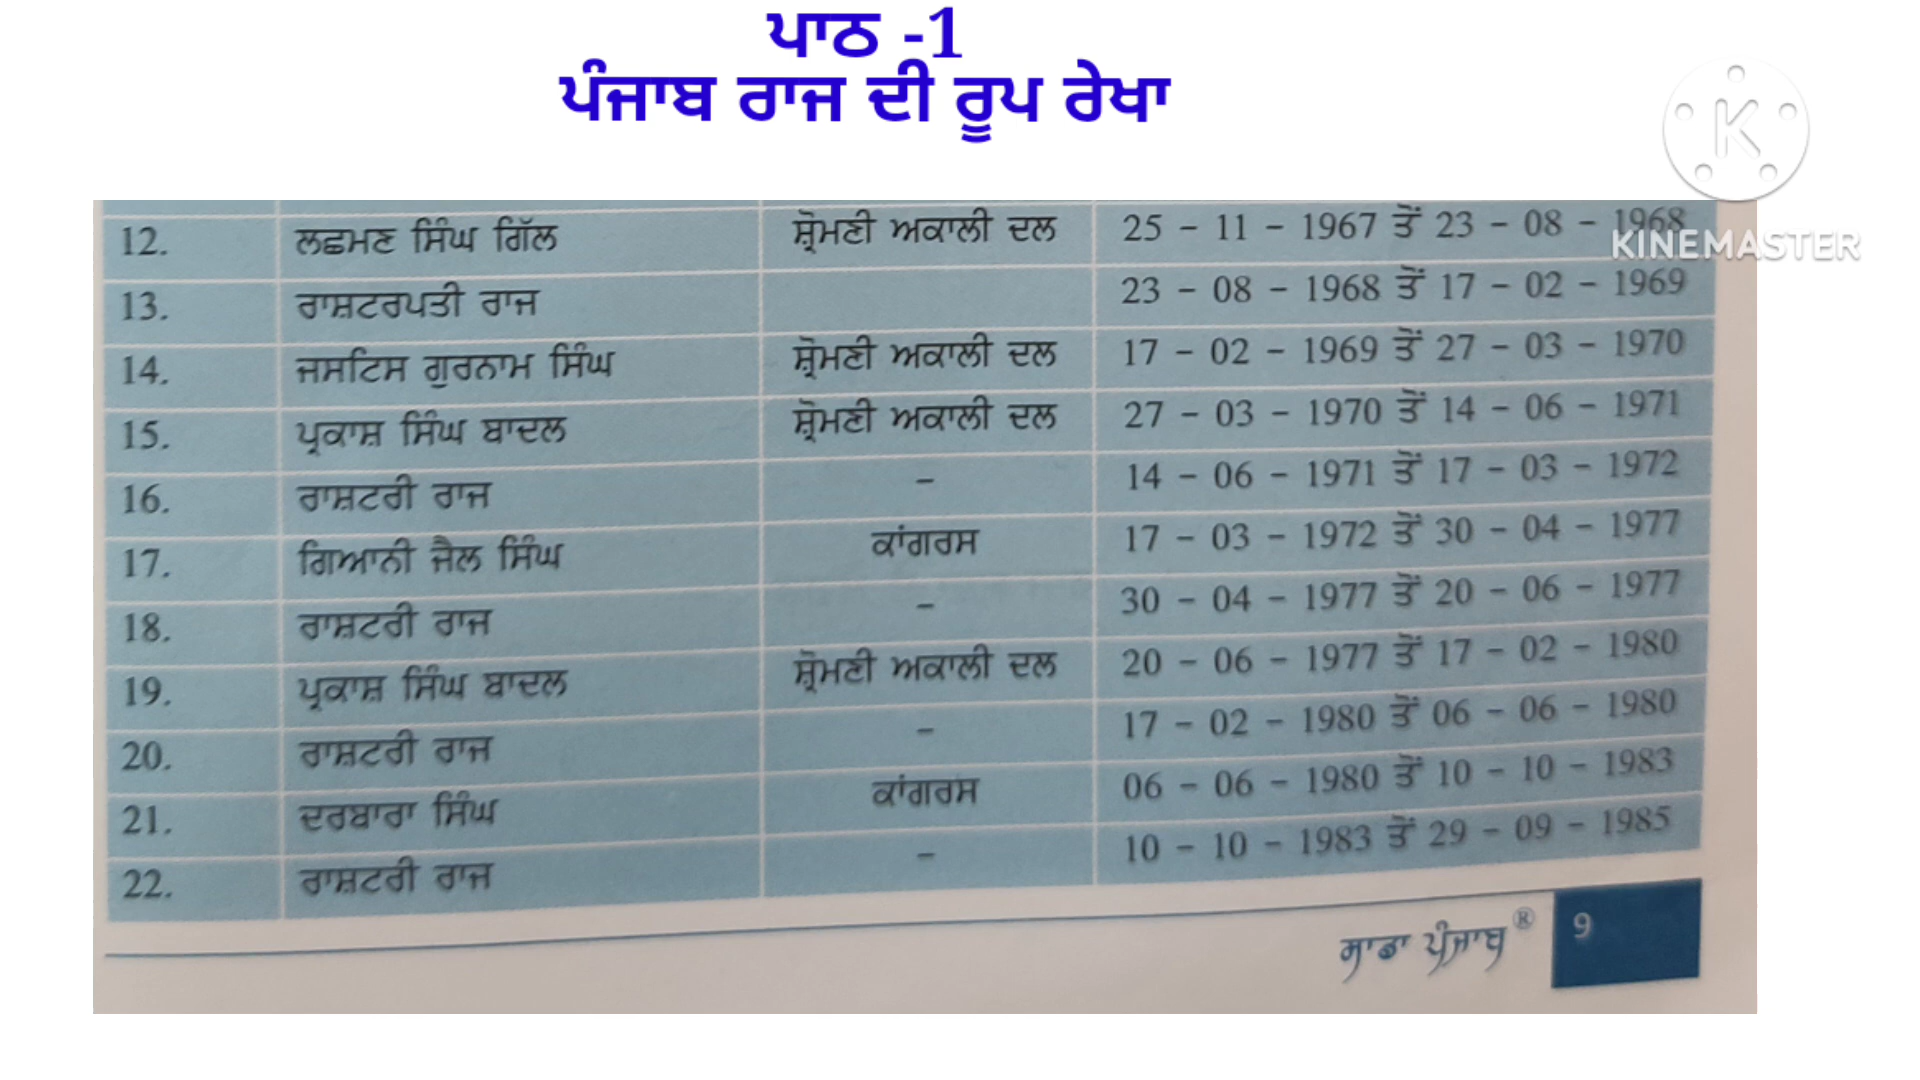 ਪਾਠ -1
ਪੰਜਾਬ ਰਾਜ ਦੀ ਰੂਪ ਰੇਖਾ
K
KINEMASTER
12. ਲਛਮਣ ਸਿੰਘ ਗਿੱਲ ਸ਼੍ਰੋਮਣੀ ਅਕਾਲੀ ਦਲ 25 - 11 - 1967 ਤੋਂ 23 - 08 - 1968
13. ਰਾਸ਼ਟਰਪਤੀ ਰਾਜ 23 - 08 - 1968 ਤੋਂ 17 - 02 - 1969
14. ਜਸਟਿਸ ਗੁਰਨਾਮ ਸਿੰਘ ਸ਼੍ਰੋਮਣੀ ਅਕਾਲੀ ਦਲ 17 - 02 - 1969 ਤੋਂ 27 - 03 - 1970
15. ਪ੍ਰਕਾਸ਼ ਸਿੰਘ ਬਾਦਲ ਸ਼੍ਰੋਮਣੀ ਅਕਾਲੀ ਦਲ 27 - 03 - 1970 ਤੋਂ 14 - 06 - 1971
16. ਰਾਸ਼ਟਰੀ ਰਾਜ - 14 - 06 - 1971 ਤੋਂ 17 - 03 - 1972
17. ਗਿਆਨੀ ਜ਼ੈਲ ਸਿੰਘ ਕਾਂਗਰਸ 17 - 03 - 1972 ਤੋਂ 30 - 04 - 1977
18. ਰਾਸ਼ਟਰੀ ਰਾਜ - 30 - 04 - 1977 ਤੋਂ 20 - 06 - 1977
19. ਪ੍ਰਕਾਸ਼ ਸਿੰਘ ਬਾਦਲ ਸ਼੍ਰੋਮਣੀ ਅਕਾਲੀ ਦਲ 20 - 06 - 1977 ਤੋਂ 17 - 02 - 1980
20. ਰਾਸ਼ਟਰੀ ਰਾਜ - 17 - 02 - 1980 ਤੋਂ 06 - 06 - 1980
21. ਦਰਬਾਰਾ ਸਿੰਘ ਕਾਂਗਰਸ 06 - 06 - 1980 ਤੋਂ 10 - 10 - 1983
22. ਰਾਸ਼ਟਰੀ ਰਾਜ - 10 - 10 - 1983 ਤੋਂ 29 - 09 - 1985
ਸਾਡਾ ਪੰਜਾਬ® 9